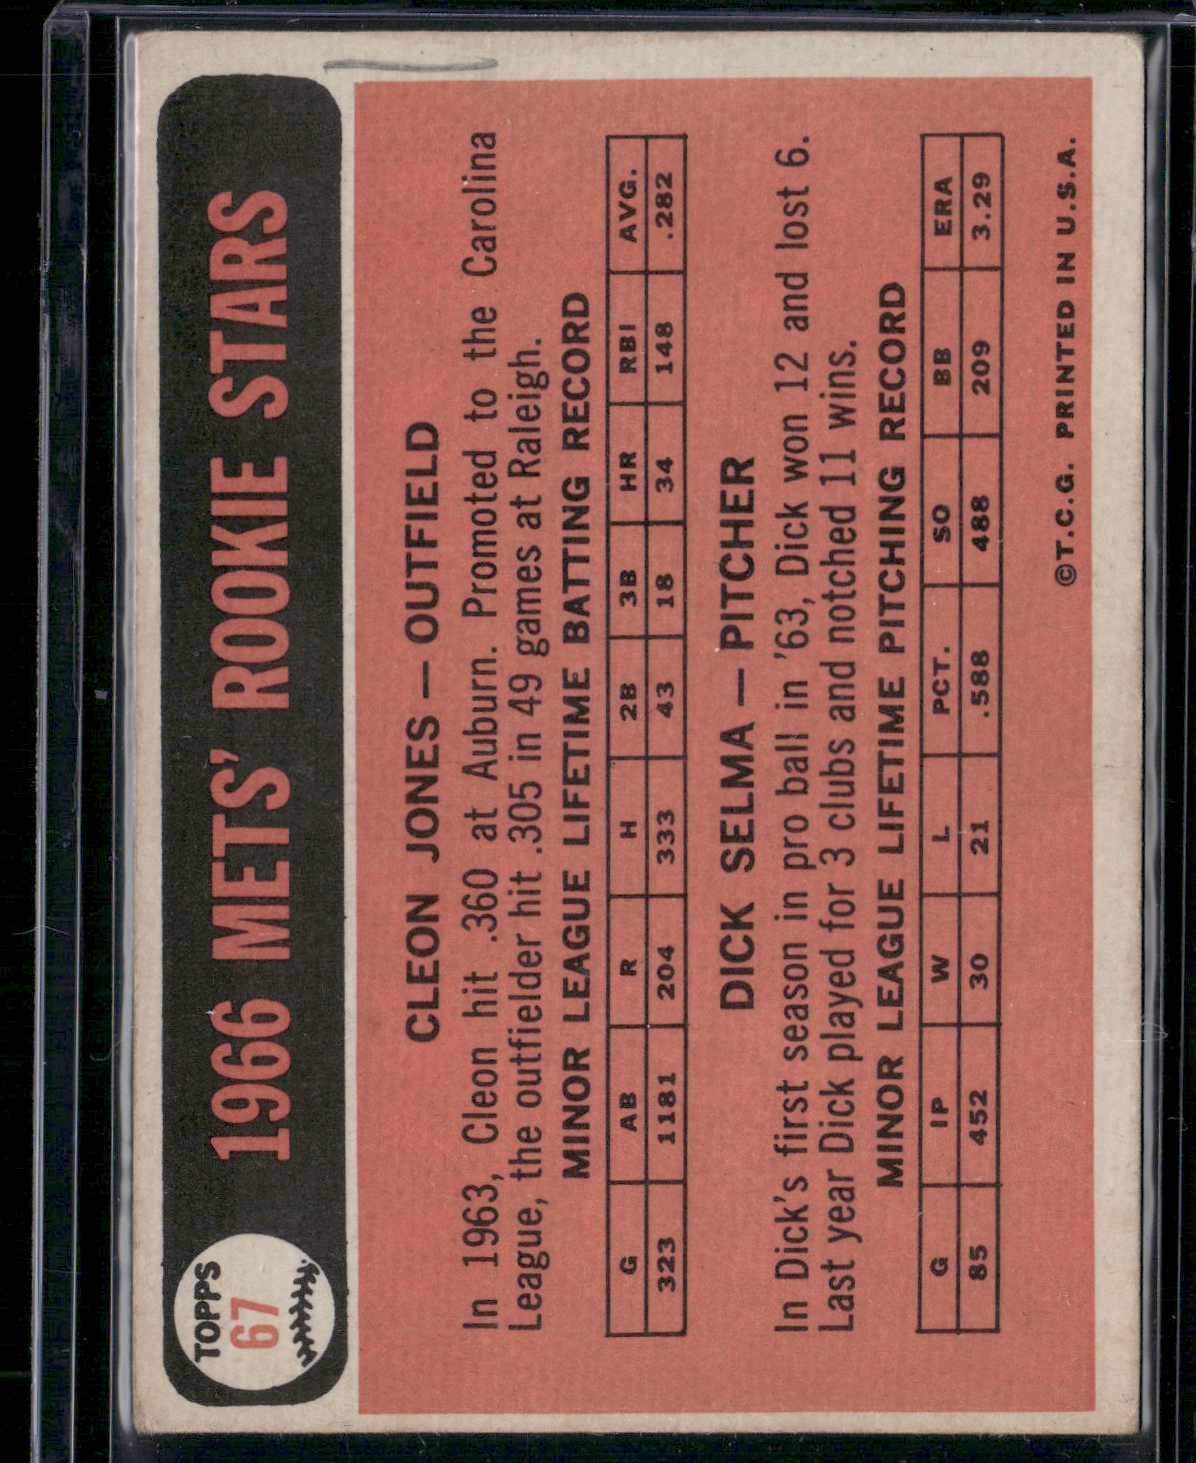 TOPPS
67
1966 METS' ROOKIE STARS
CLEON JONES — OUTFIELD
In 1963, Cleon hit .360 at Auburn. Promoted to the Carolina
League, the outfielder hit .305 in 49 games at Raleigh.
MINOR LEAGUE LIFETIME BATTING RECORD
G AB R H 2B 3B HR RBI AVG.
323 1181 204 333 43 18 34 148 .282
DICK SELMA — PITCHER
In Dick's first season in pro ball in '63, Dick won 12 and lost 6.
Last year Dick played for 3 clubs and notched 11 wins.
MINOR LEAGUE LIFETIME PITCHING RECORD
G IP W L PCT. SO BB ERA
85 452 30 21 .588 488 209 3.29
©T.C.G. PRINTED IN U.S.A.